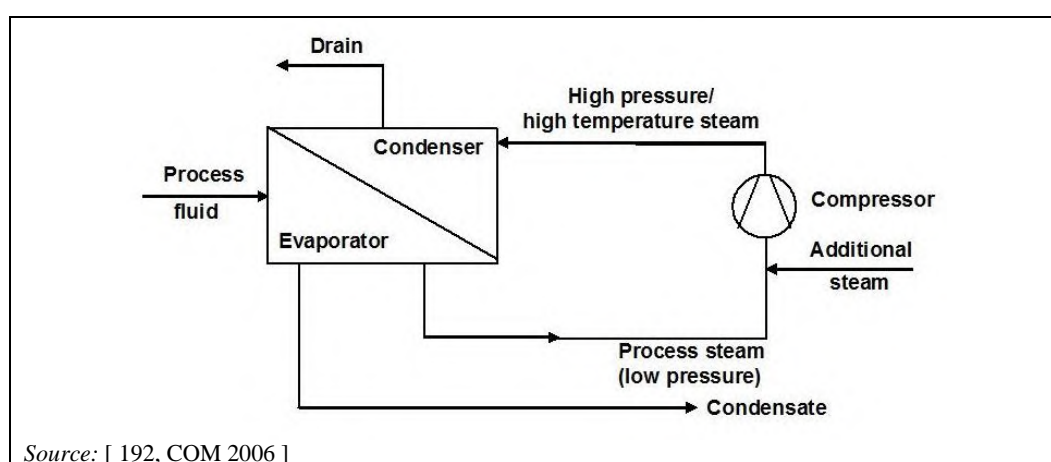 Drain
High pressure/
high temperature steam
Condenser
Process
fluid
Compressor
Evaporator
Additional
steam
Process steam
(low pressure)
Condensate
Source: [ 192, COM 2006 ]